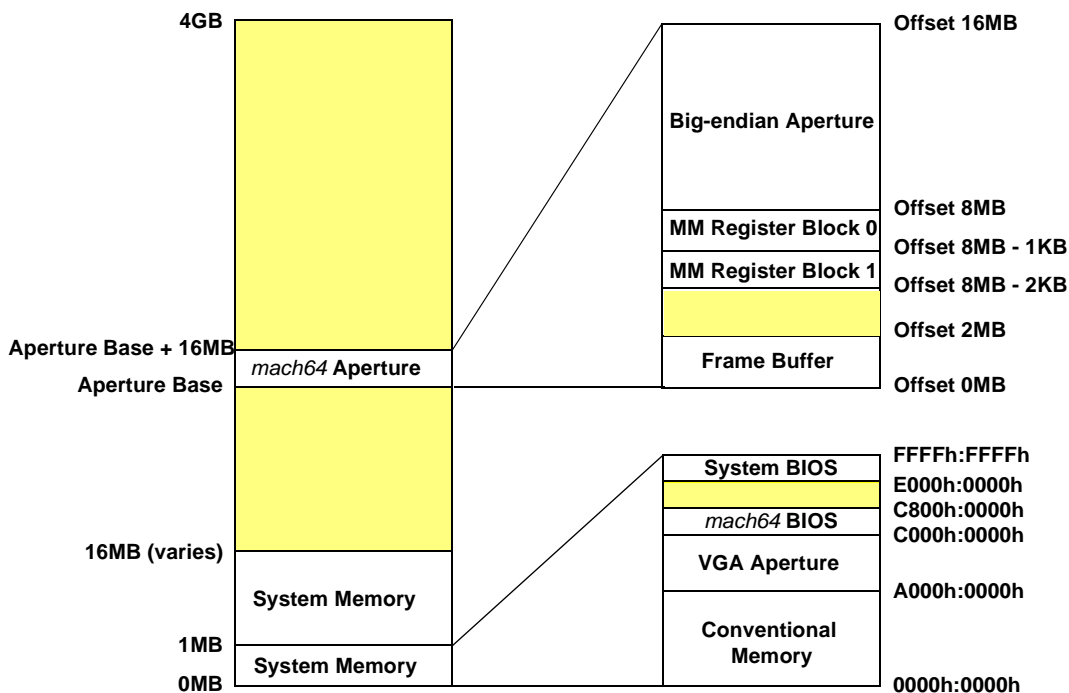 4GB
Offset 16MB
Big-endian Aperture
Offset 8MB
MM Register Block 0
Offset 8MB - 1KB
MM Register Block 1
Offset 8MB - 2KB
Offset 2MB
Aperture Base + 16MB
mach64 Aperture
Frame Buffer
Aperture Base
Offset 0MB
FFFFh:FFFFh
System BIOS
E000h:0000h
C800h:0000h
mach64 BIOS
C000h:0000h
16MB (varies)
VGA Aperture
System Memory
A000h:0000h
Conventional
Memory
1MB
System Memory
0MB
0000h:0000h